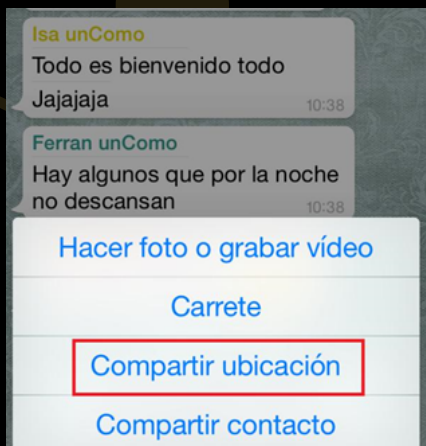 Isa unComo
Todo es bienvenido todo
Jajajaja
10:38
Ferran unComo
Hay algunos que por la noche
no descansan
10:38
Hacer foto o grabar vídeo
Carrete
Compartir ubicación
Compartir contacto